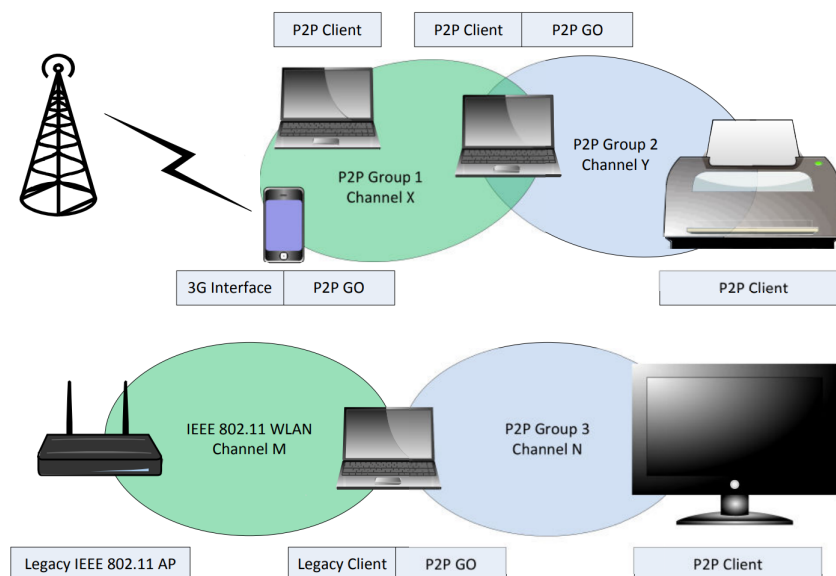 P2P Client
P2P Client
P2P GO
P2P Group 1
Channel X
P2P Group 2
Channel Y
3G Interface
P2P GO
P2P Client
IEEE 802.11 WLAN
Channel M
P2P Group 3
Channel N
Legacy IEEE 802.11 AP
Legacy Client
P2P GO
P2P Client